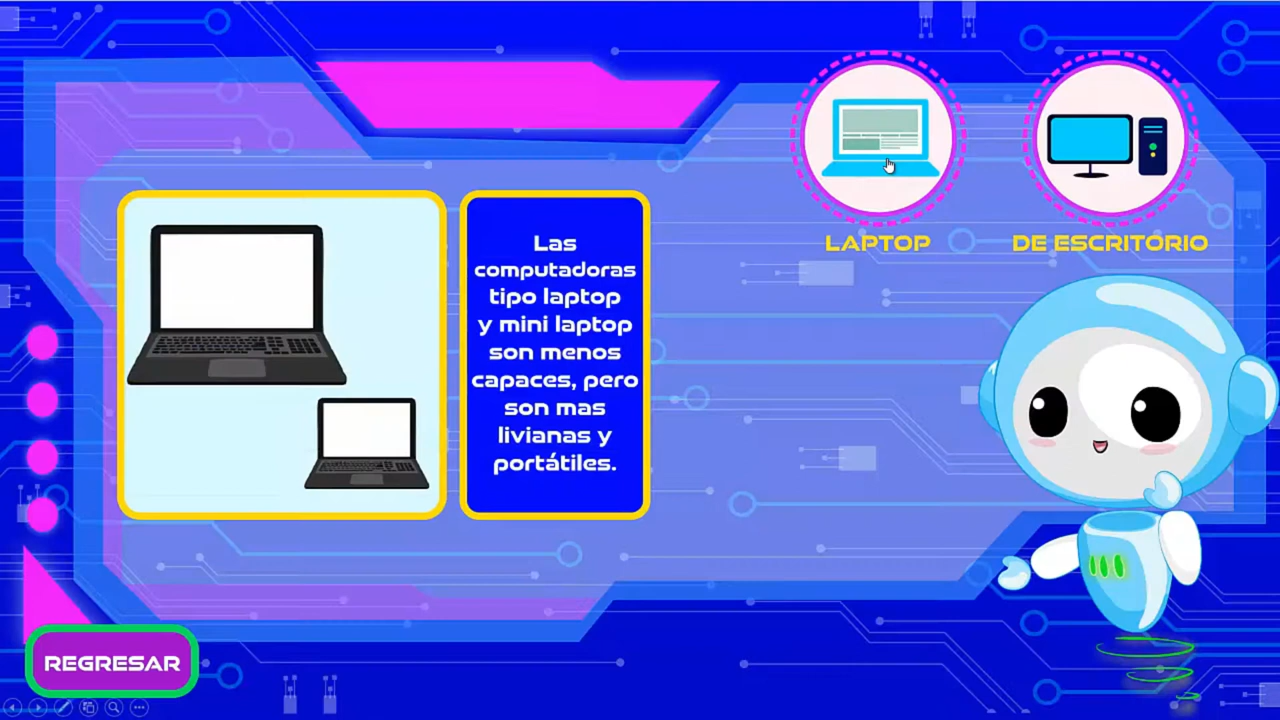 LAPTOP
DE ESCRITORIO
Las
computadoras
tipo laptop
y mini laptop
son menos
capaces, pero
son mas
livianas y
portátiles.
REGRESAR